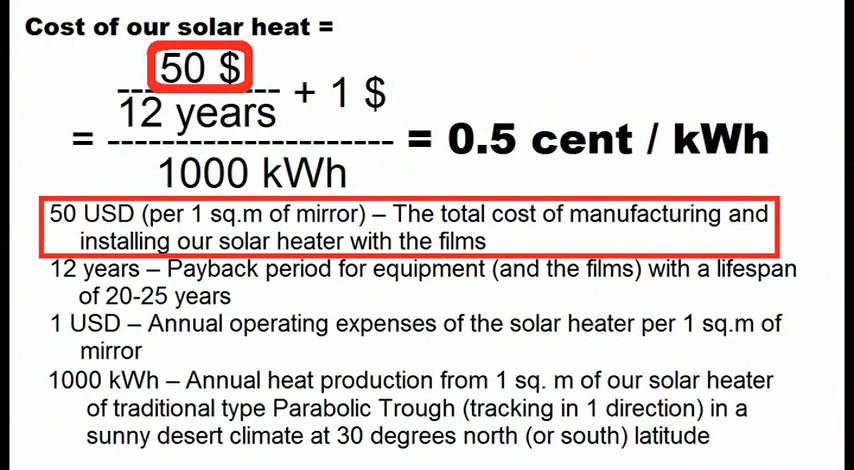 Cost of our solar heat =
50 $
12 years + 1 $
= 1000 kWh = 0.5 cent / kWh
50 USD (per 1 sq.m of mirror) – The total cost of manufacturing and
installing our solar heater with the films
12 years – Payback period for equipment (and the films) with a lifespan
of 20-25 years
1 USD – Annual operating expenses of the solar heater per 1 sq.m of
mirror
1000 kWh – Annual heat production from 1 sq. m of our solar heater
of traditional type Parabolic Trough (tracking in 1 direction) in a
sunny desert climate at 30 degrees north (or south) latitude